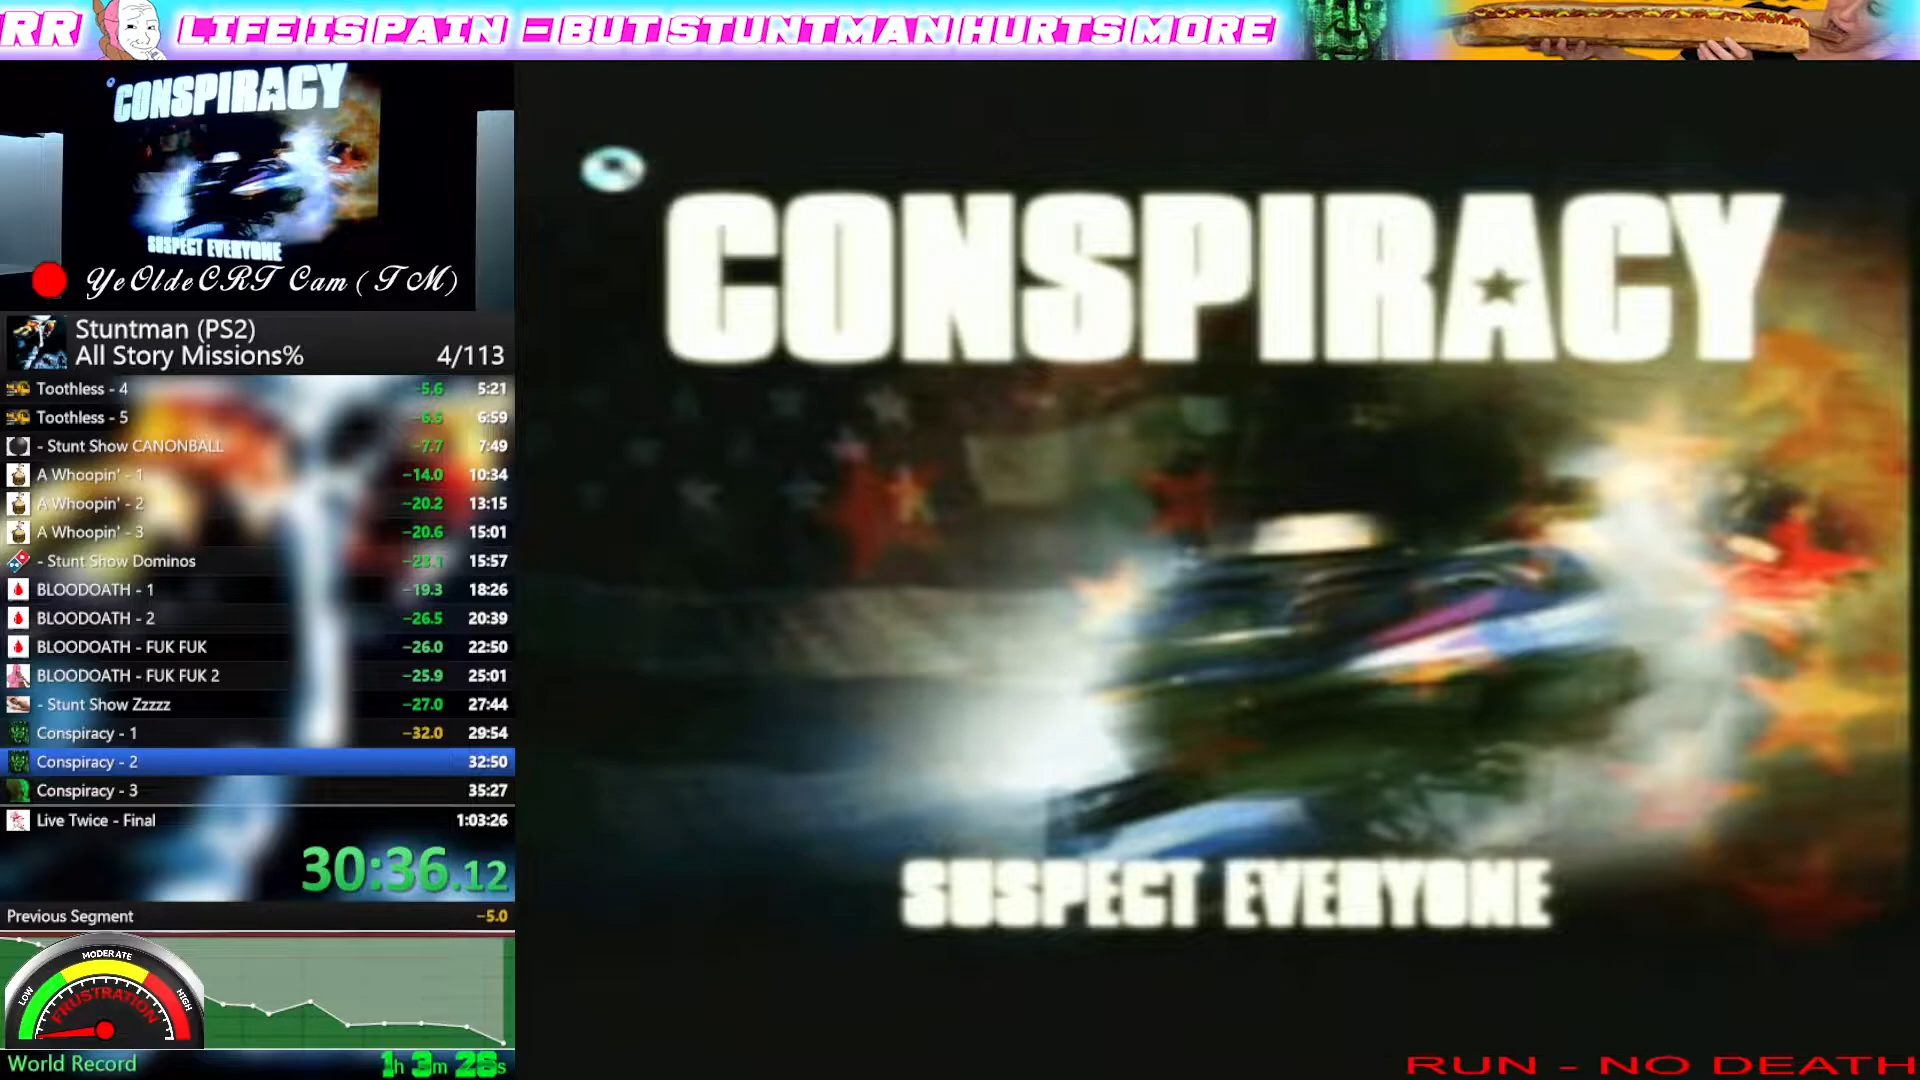 RR LIFE IS PAIN - BUT STUNTMAN HURTS MORE
CONSPIRACY
SUSPECT EVERYONE
Ye Olde CRT Cam (TM)
Stuntman (PS2)
All Story Missions% 4/113
Toothless - 4 -5.6 5:21
Toothless - 5 -6.5 6:59
- Stunt Show CANONBALL -7.7 7:49
A Whoopin' - 1 -14.0 10:34
A Whoopin' - 2 -20.2 13:15
A Whoopin' - 3 -20.6 15:01
- Stunt Show Dominos -23.1 15:57
BLOODOATH - 1 -19.3 18:26
BLOODOATH - 2 -26.5 20:39
BLOODOATH - FUK FUK -26.0 22:50
BLOODOATH - FUK FUK 2 -25.9 25:01
- Stunt Show Zzzzz -27.0 27:44
Conspiracy - 1 -32.0 29:54
Conspiracy - 2 32:50
Conspiracy - 3 35:27
Live Twice - Final 1:03:26
30:36.12
Previous Segment -5.0
LOW MODERATE HIGH
FRUSTRATION
World Record 1h 3m 26s
CONSPIRACY
SUSPECT EVERYONE
RUN - NO DEATH